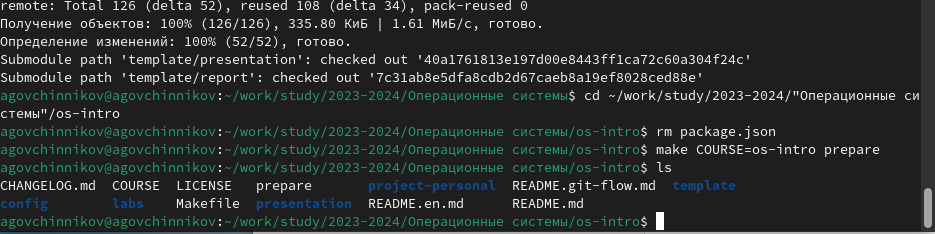 remote: Total 126 (delta 52), reused 108 (delta 34), pack-reused 0
Получение объектов: 100% (126/126), 335.80 КиБ | 1.61 МиБ/с, готово.
Определение изменений: 100% (52/52), готово.
Submodule path 'template/presentation': checked out '40a1761813e197d00e8443ff1ca72c60a304f24c'
Submodule path 'template/report': checked out '7c31ab8e5dfa8cdb2d67caeb8a19ef8028ced88e'
agovchinnikov@agovchinnikov:~/work/study/2023-2024/Операционные системы$ cd ~/work/study/2023-2024/"Операционные си
стемы"/os-intro
agovchinnikov@agovchinnikov:~/work/study/2023-2024/Операционные системы/os-intro$ rm package.json
agovchinnikov@agovchinnikov:~/work/study/2023-2024/Операционные системы/os-intro$ make COURSE=os-intro prepare
agovchinnikov@agovchinnikov:~/work/study/2023-2024/Операционные системы/os-intro$ ls
CHANGELOG.md COURSE LICENSE prepare project-personal README.git-flow.md template
config labs Makefile presentation README.en.md README.md
agovchinnikov@agovchinnikov:~/work/study/2023-2024/Операционные системы/os-intro$